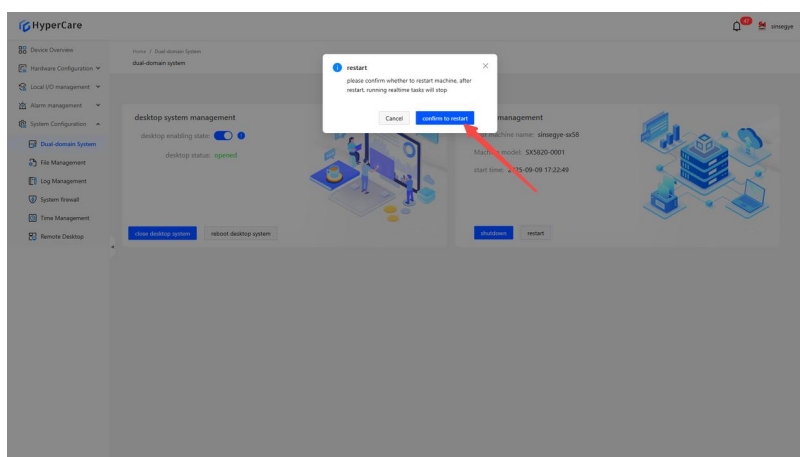 HyperCare
47
sinsegye
Device Overview
Hardware Configuration
Local I/O management
Alarm management
System Configuration
Dual-domain System
File Management
Log Management
System firewall
Time Management
Remote Desktop
Home / Dual-domain System
dual-domain system
restart
please confirm whether to restart machine, after
restart, running realtime tasks will stop
Cancel
confirm to restart
desktop system management
desktop enabling state:
desktop status: opened
close desktop system
reboot desktop system
management
machine name: sinsegye-sx58
model: SX5820-0001
start time: 17:22:49
shutdown
restart